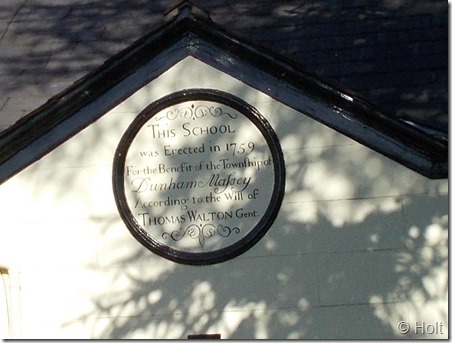 THIS SCHOOL
was Erected in 1759
For the Benefit of the Township of
Dunham Maſsey
According to the Will of
THOMAS WALTON Gent.
© Holt